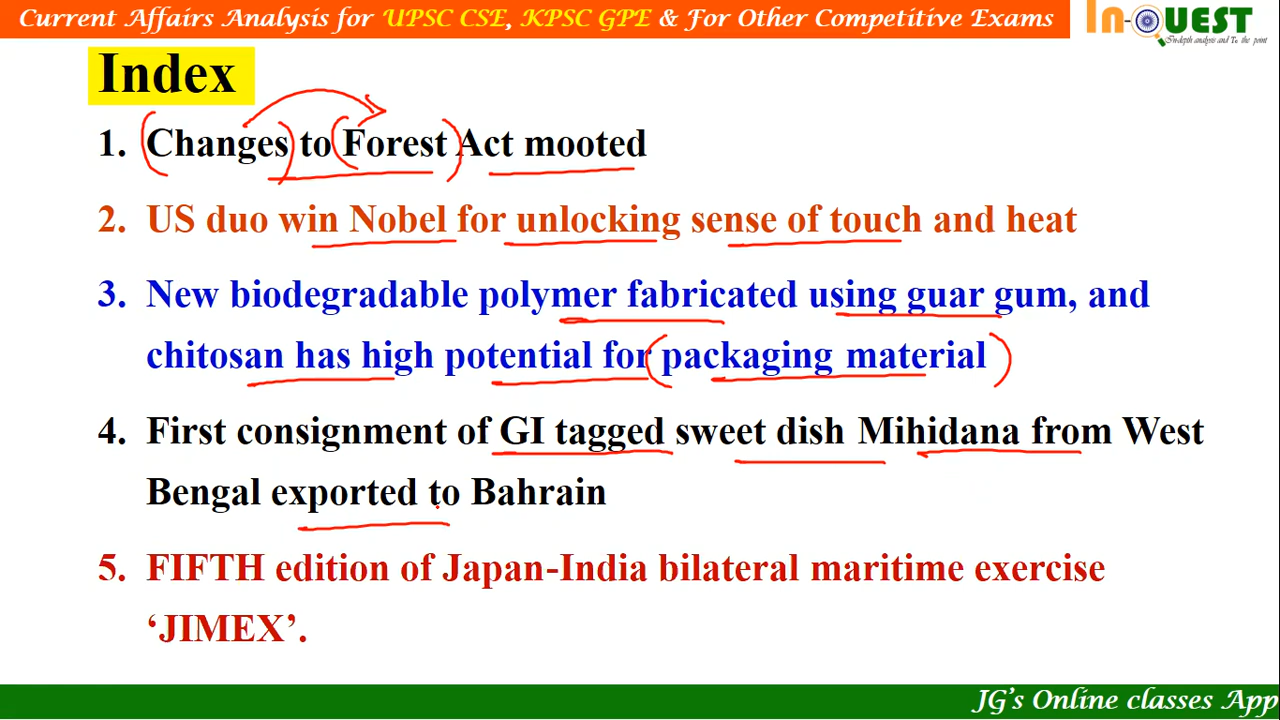 Current Affairs Analysis for UPSC CSE, KPSC GPE & For Other Competitive Exams
In-QUEST
In-depth analysis and To the point
Index
1. Changes to Forest Act mooted
2. US duo win Nobel for unlocking sense of touch and heat
3. New biodegradable polymer fabricated using guar gum, and
chitosan has high potential for packaging material
4. First consignment of GI tagged sweet dish Mihidana from West
Bengal exported to Bahrain
5. FIFTH edition of Japan-India bilateral maritime exercise
‘JIMEX’.
JG's Online classes App